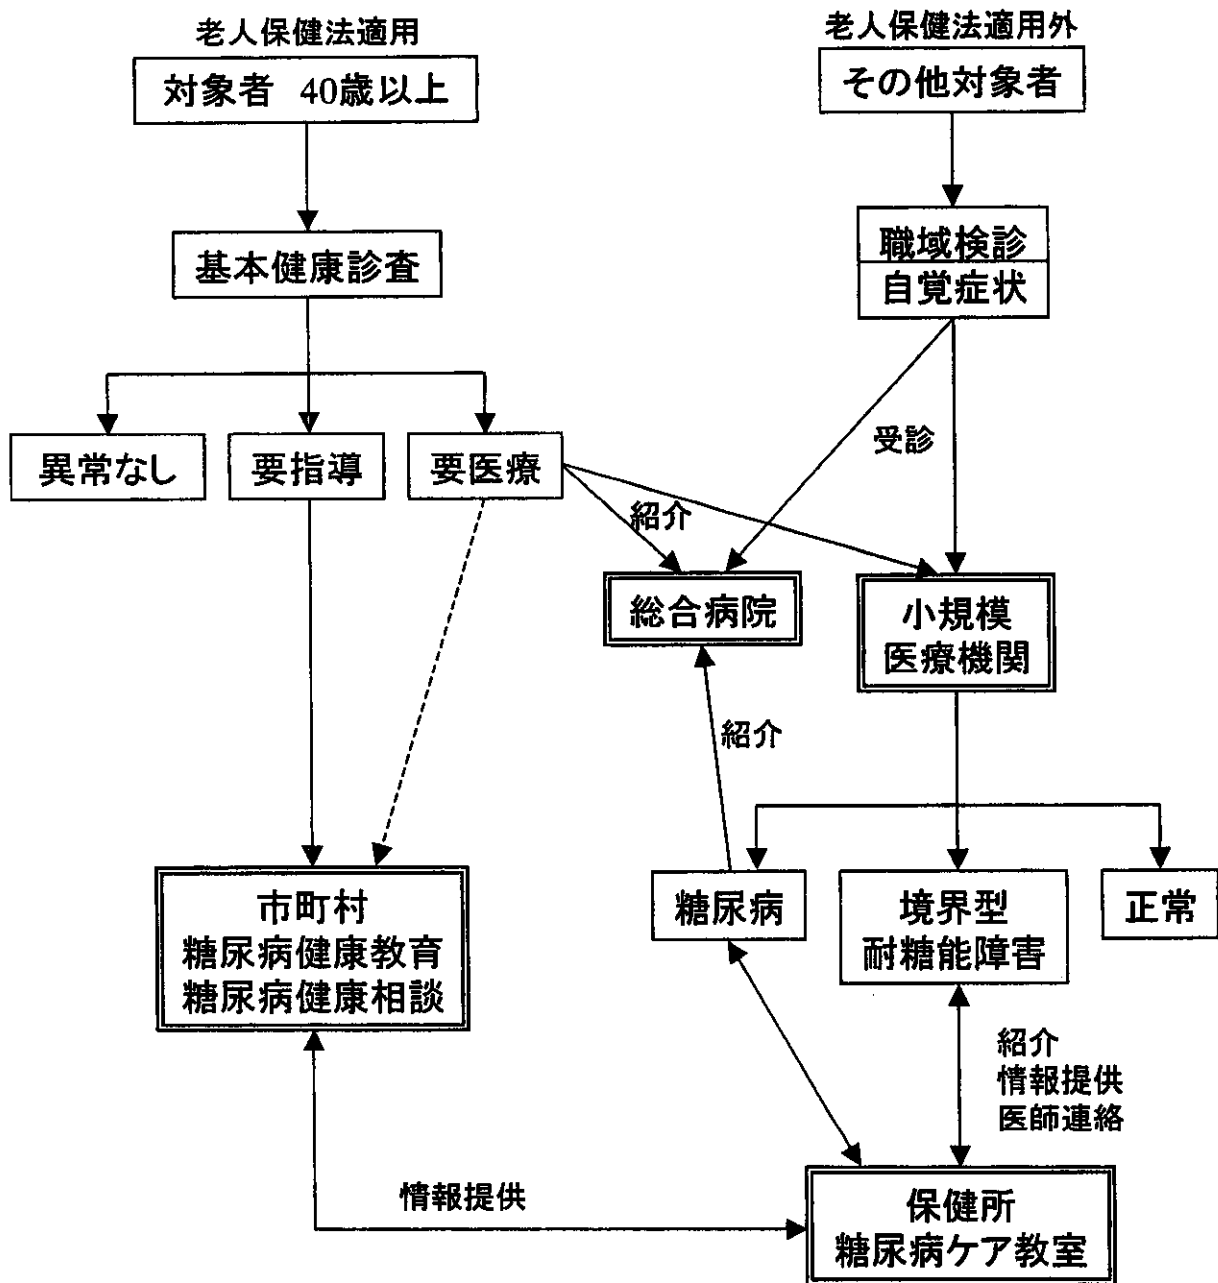 老人保健法適用
対象者 40歳以上
老人保健法適用外
その他対象者
基本健康診査
職域検診
自覚症状
異常なし
要指導
要医療
受診
紹介
総合病院
小規模
医療機関
紹介
市町村
糖尿病健康教育
糖尿病健康相談
糖尿病
境界型
耐糖能障害
正常
紹介
情報提供
医師連絡
情報提供
保健所
糖尿病ケア教室